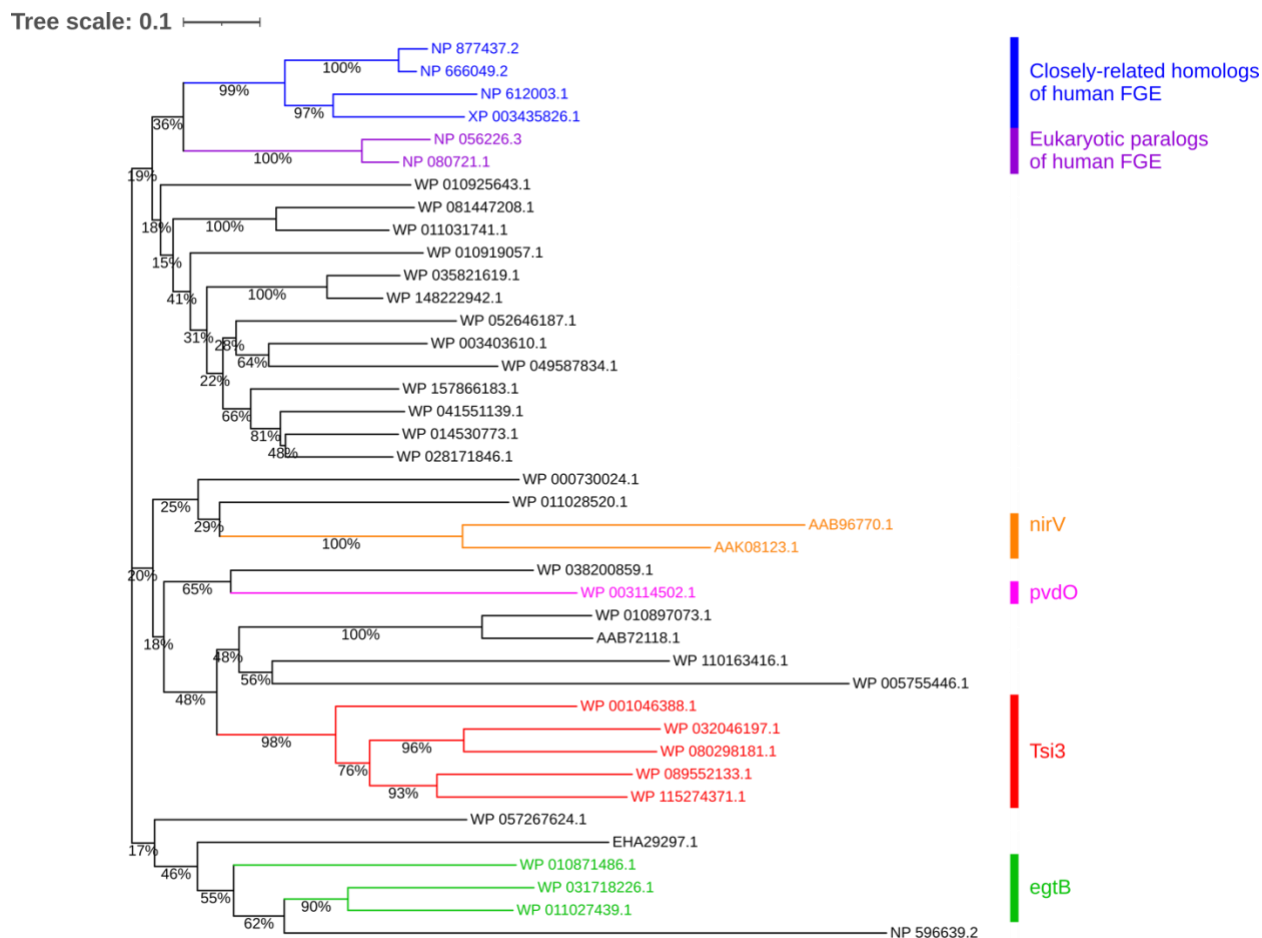 Tree scale: 0.1
NP 877437.2
100%
NP 666049.2
99%
NP 612003.1
97%
XP 003435826.1
Closely-related homologs
of human FGE
36%
NP 056226.3
100%
NP 080721.1
Eukaryotic paralogs
of human FGE
19%
WP 010925643.1
WP 081447208.1
18%
100%
WP 011031741.1
15%
WP 010919057.1
WP 035821619.1
41%
100%
WP 148222942.1
WP 052646187.1
31%
28%
WP 003403610.1
64%
WP 049587834.1
22%
WP 157866183.1
66%
WP 041551139.1
81%
WP 014530773.1
48%
WP 028171846.1
WP 000730024.1
25%
WP 011028520.1
29%
AAB96770.1
nirV
100%
AAK08123.1
20%
WP 038200859.1
65%
WP 003114502.1
pvdO
WP 010897073.1
18%
100%
AAB72118.1
48%
WP 110163416.1
56%
WP 005755446.1
48%
WP 001046388.1
WP 032046197.1
98%
96%
WP 080298181.1
Tsi3
76%
WP 089552133.1
93%
WP 115274371.1
WP 057267624.1
17%
EHA29297.1
46%
WP 010871486.1
WP 031718226.1
egtB
55%
90%
WP 011027439.1
62%
NP 596639.2